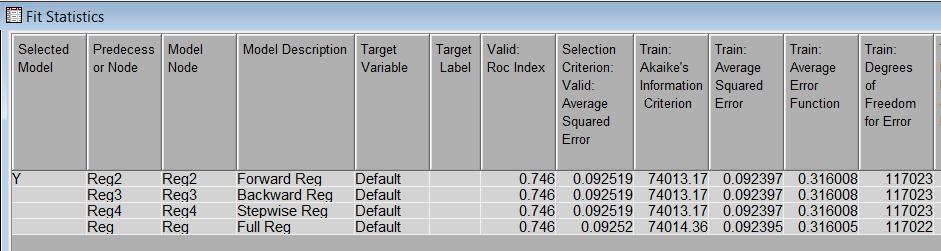 Fit Statistics
Selected Model	Predecess or Node	Model Node	Model Description	Target Variable	Target Label	Valid: Roc Index	Selection Criterion: Valid: Average Squared Error	Train: Akaike's Information Criterion	Train: Average Squared Error	Train: Average Error Function	Train: Degrees of Freedom for Error
Y	Reg2	Reg2	Forward Reg	Default		0.746	0.092519	74013.17	0.092397	0.316008	117023
	Reg3	Reg3	Backward Reg	Default		0.746	0.092519	74013.17	0.092397	0.316008	117023
	Reg4	Reg4	Stepwise Reg	Default		0.746	0.092519	74013.17	0.092397	0.316008	117023
	Reg	Reg	Full Reg	Default		0.746	0.09252	74014.36	0.092395	0.316005	117022